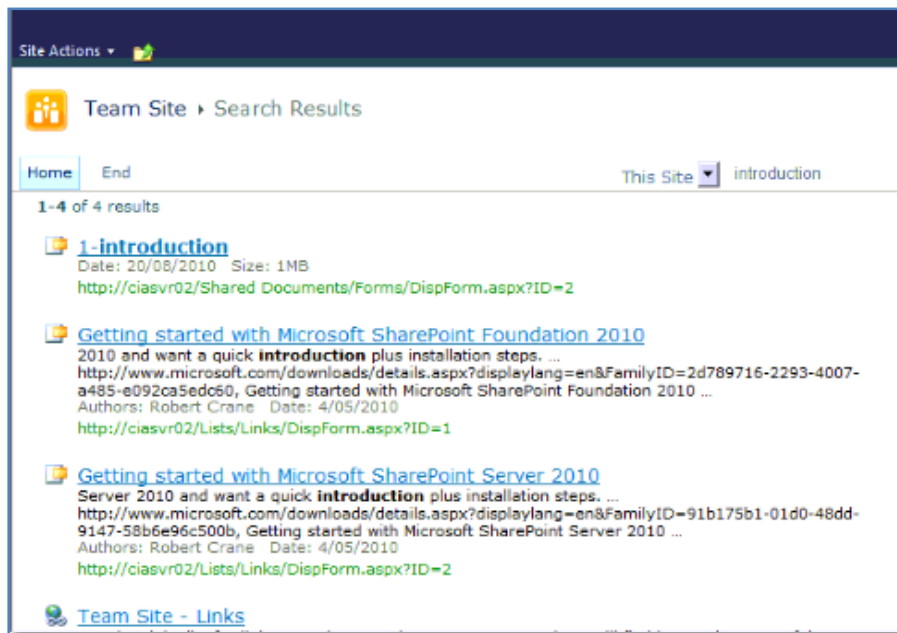 Site Actions
Team Site ▸ Search Results
Home End This Site introduction
1-4 of 4 results
1-introduction
Date: 20/08/2010 Size: 1MB
http://ciasvr02/Shared Documents/Forms/DispForm.aspx?ID=2
Getting started with Microsoft SharePoint Foundation 2010
2010 and want a quick introduction plus installation steps. ...
http://www.microsoft.com/downloads/details.aspx?displaylang=en&FamilyID=2d789716-2293-4007-
a485-e092ca5edc60, Getting started with Microsoft SharePoint Foundation 2010 ...
Authors: Robert Crane Date: 4/05/2010
http://ciasvr02/Lists/Links/DispForm.aspx?ID=1
Getting started with Microsoft SharePoint Server 2010
Server 2010 and want a quick introduction plus installation steps. ...
http://www.microsoft.com/downloads/details.aspx?displaylang=en&FamilyID=91b175b1-01d0-48dd-
9147-58b6e96c500b, Getting started with Microsoft SharePoint Server 2010 ...
Authors: Robert Crane Date: 4/05/2010
http://ciasvr02/Lists/Links/DispForm.aspx?ID=2
Team Site - Links